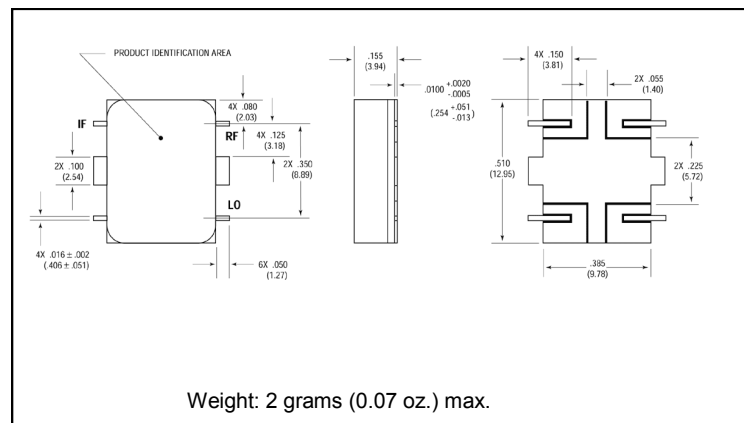 PRODUCT IDENTIFICATION AREA
IF
RF
LO
4X .080
(2.03)
4X .125
(3.18)
2X .350
(8.89)
2X .100
(2.54)
4X .016 ± .002
(.406 ± .051)
6X .050
(1.27)
.155
(3.94)
.0100 +.0020
-.0005
(.254 +.051
-.013)
4X .150
(3.81)
2X .055
(1.40)
.510
(12.95)
2X .225
(5.72)
.385
(9.78)
Weight: 2 grams (0.07 oz.) max.